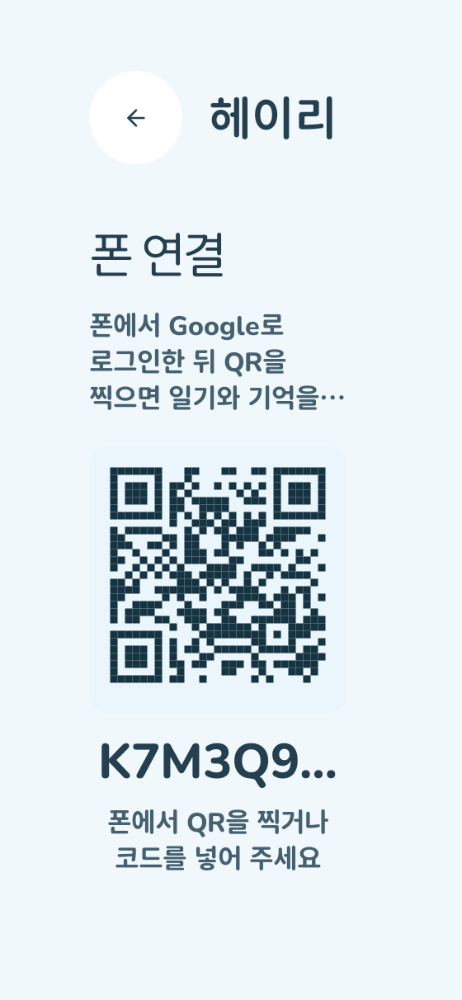 헤이리
폰 연결
폰에서 Google로
로그인한 뒤 QR을
찍으면 일기와 기억을…
K7M3Q9...
폰에서 QR을 찍거나
코드를 넣어 주세요